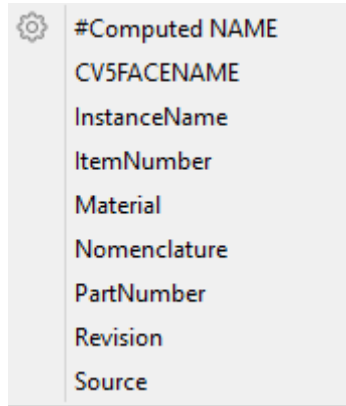 #Computed NAME
CV5FACENAME
InstanceName
ItemNumber
Material
Nomenclature
PartNumber
Revision
Source